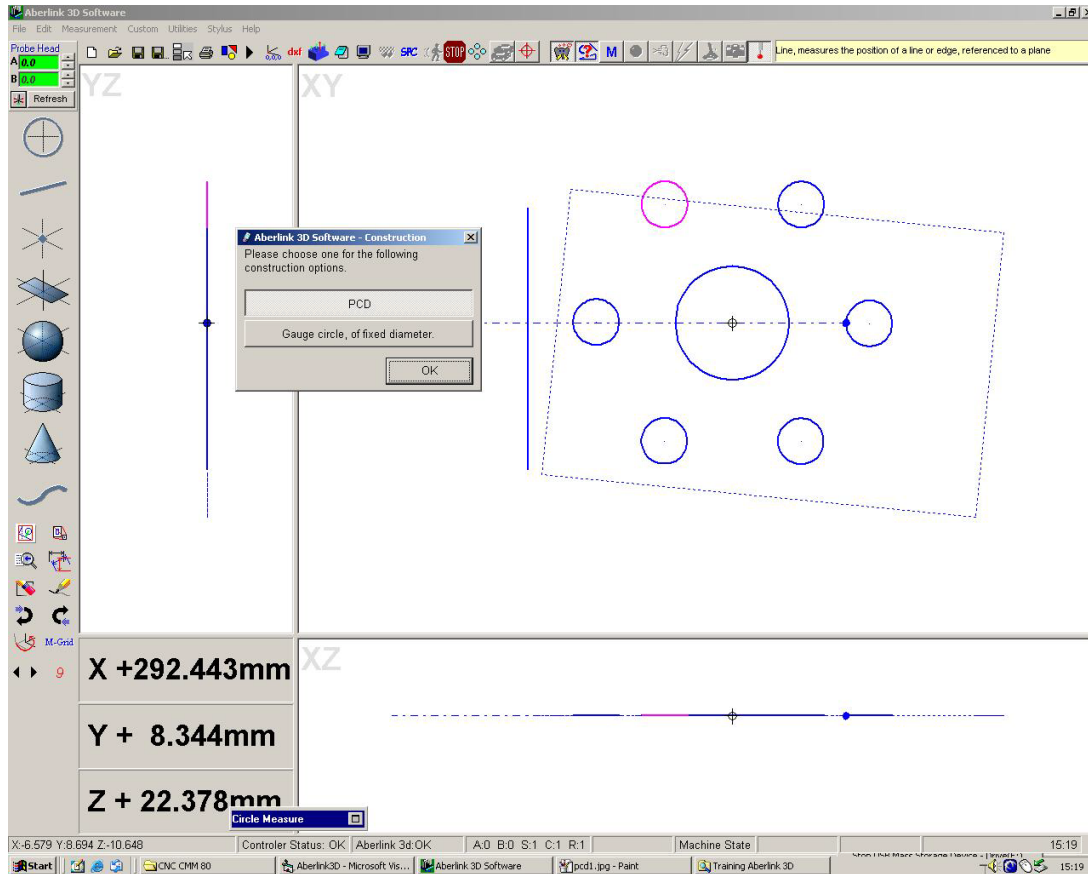 Aberlink 3D Software
File Edit Measurement Custom Utilities Stylus Help
Probe Head
A 0.0
B 0.0
Refresh
dxf
SPC
STOP
M
Line, measures the position of a line or edge, referenced to a plane
YZ
XY
Aberlink 3D Software - Construction
Please choose one for the following
construction options.
PCD
Gauge circle, of fixed diameter.
OK
M-Grid
9
X +292.443mm
Y + 8.344mm
Z + 22.378mm
XZ
Circle Measure
X:-6.579 Y:8.694 Z:-10.648 Controler Status: OK Aberlink 3d:OK A:0 B:0 S:1 C:1 R:1 Machine State 15:19
Start CNC CMM 80 Aberlink3D - Microsoft Vis... Aberlink 3D Software pcd1.jpg - Paint Training Aberlink 3D 15:19